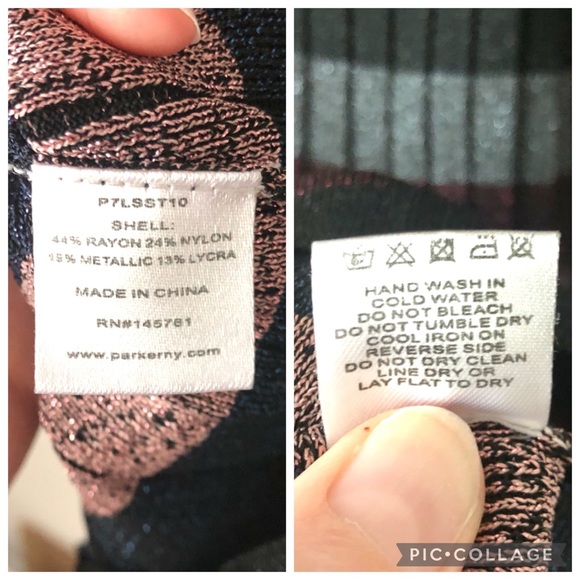 P7LSST10
SHELL:
44% RAYON 24% NYLON
19% METALLIC 13% LYCRA
MADE IN CHINA
RN#145781
www.parkerny.com
HAND WASH IN
COLD WATER
DO NOT BLEACH
DO NOT TUMBLE DRY
COOL IRON ON
REVERSE SIDE
DO NOT DRY CLEAN
LINE DRY OR
LAY FLAT TO DRY
PIC•COLLAGE